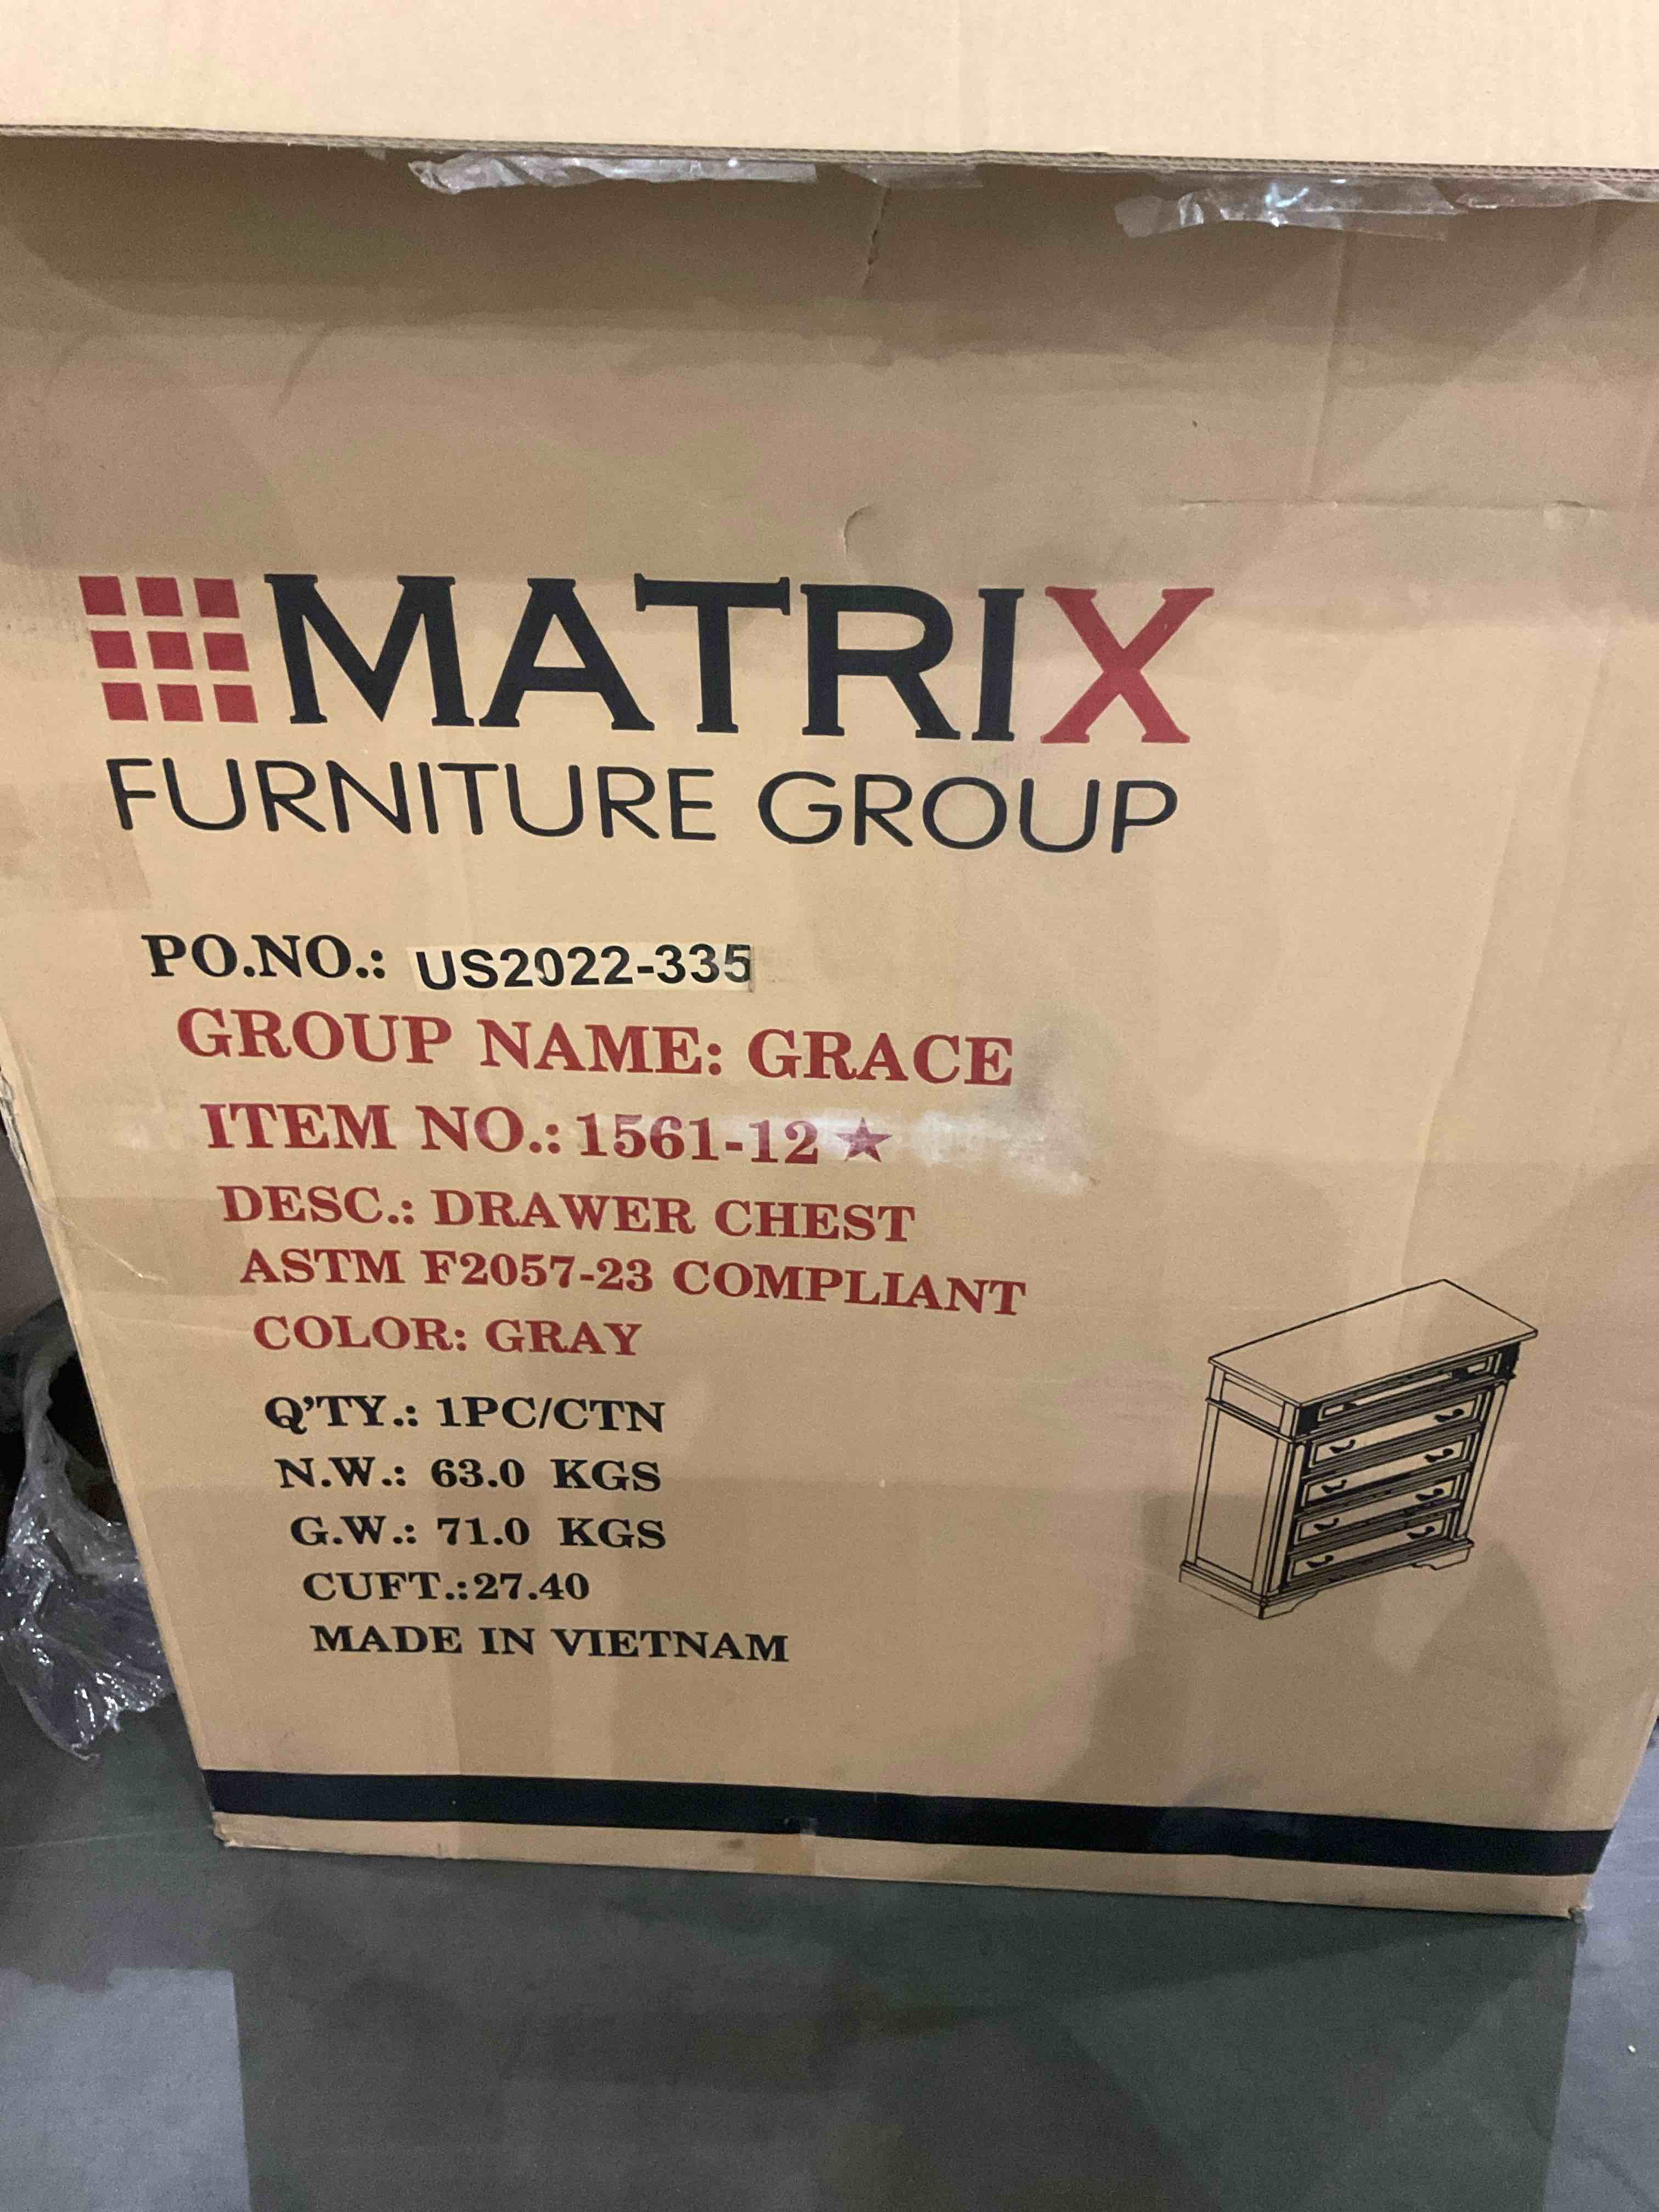 MATRIX
FURNITURE GROUP
PO.NO.: US2022-335
GROUP NAME: GRACE
ITEM NO.: 1561-12 ★
DESC.: DRAWER CHEST
ASTM F2057-23 COMPLIANT
COLOR: GRAY
Q'TY.: 1PC/CTN
N.W.: 63.0 KGS
G.W.: 71.0 KGS
CUFT.:27.40
MADE IN VIETNAM